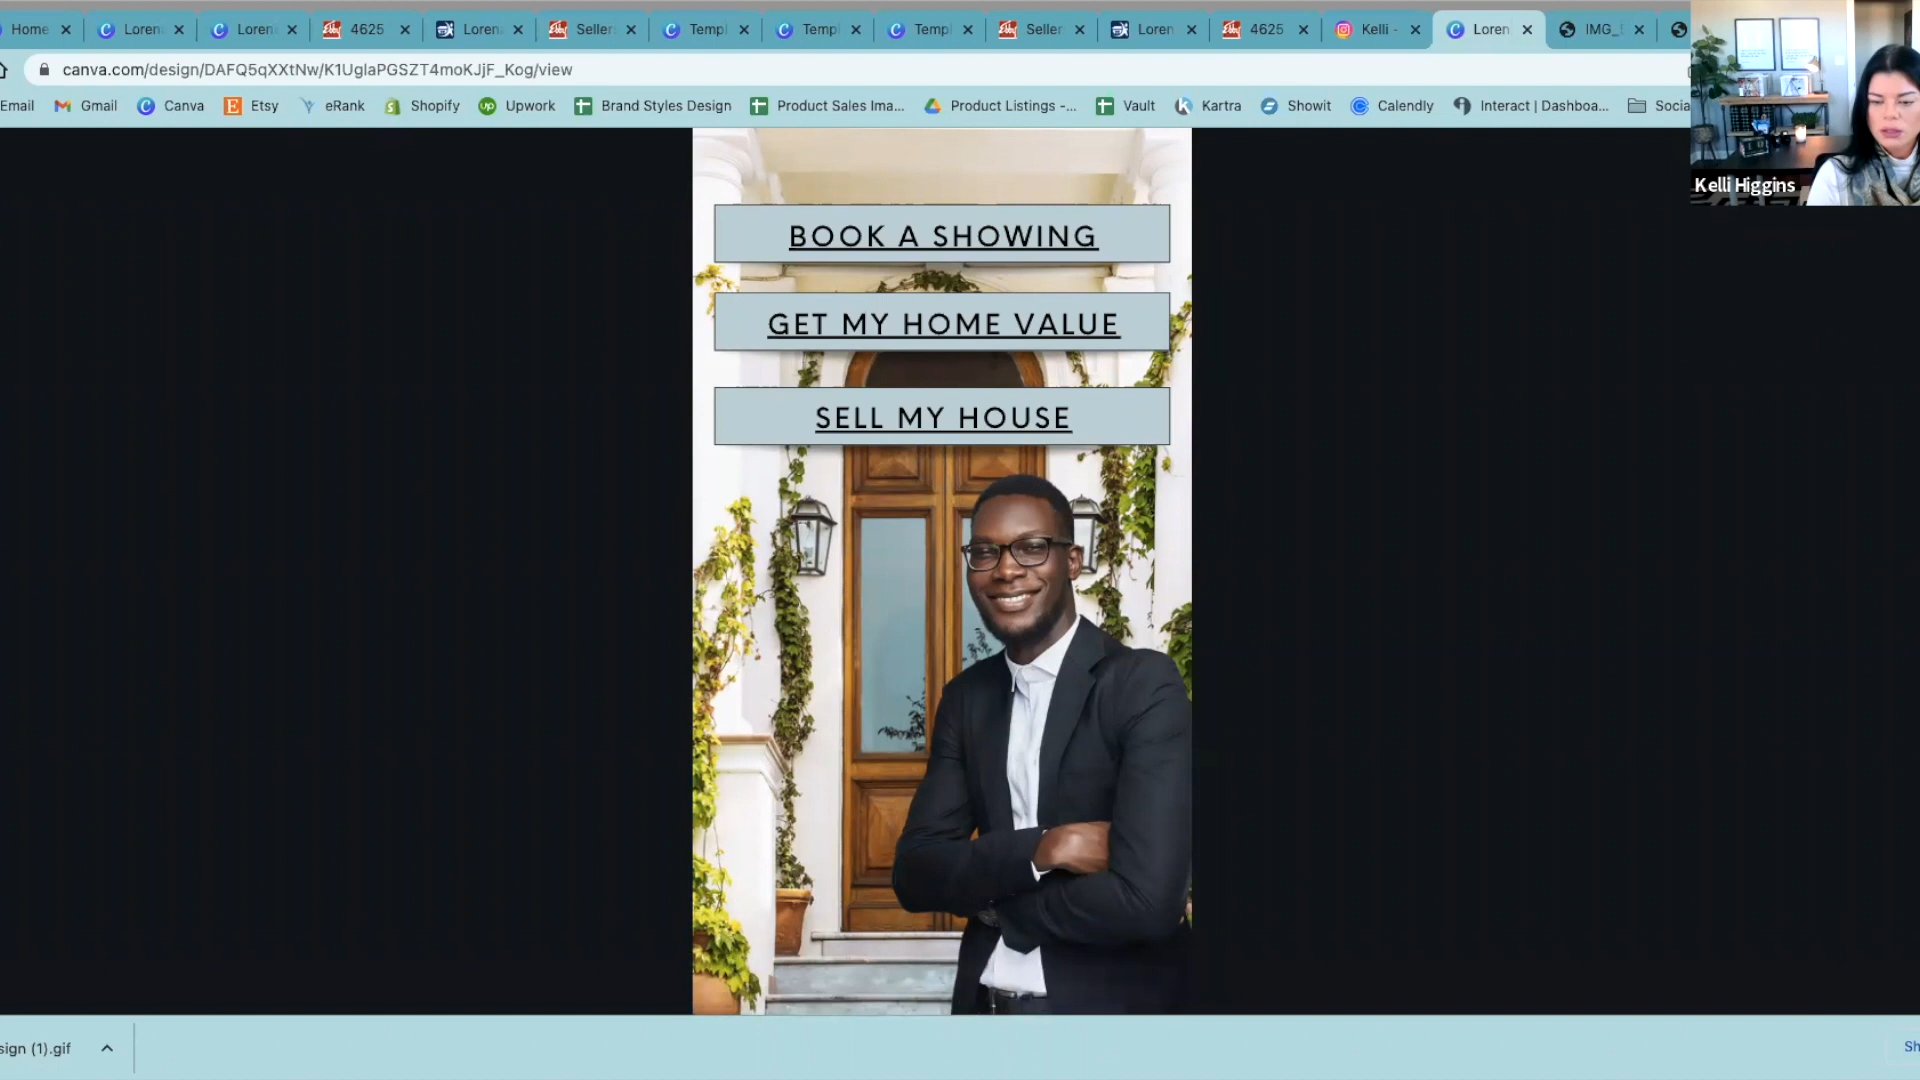 Home
Loren
Loren
4625
Loren
Seller
Templ
Templ
Templ
Seller
Loren
4625
Kelli -
Loren
IMG_
canva.com/design/DAFQ5qXXtNw/K1UglaPGSZT4moKJjF_Kog/view
Email Gmail Canva Etsy eRank Shopify Upwork Brand Styles Design Product Sales Ima... Product Listings -... Vault Kartra Showit Calendly Interact | Dashboa... Socia
Kelli Higgins
BOOK A SHOWING
GET MY HOME VALUE
SELL MY HOUSE
sign (1).gif
Sh